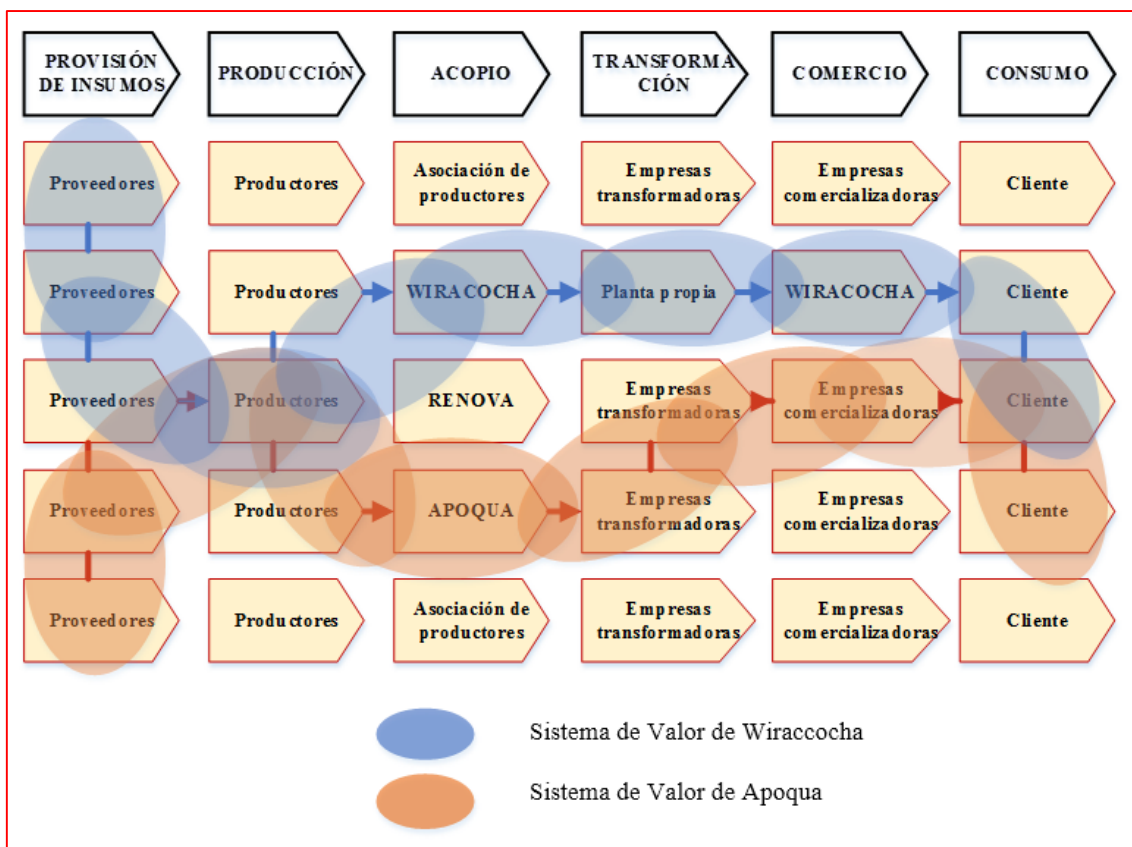 PROVISIÓN
DE INSUMOS
PRODUCCIÓN
ACOPIO
TRANSFORMA
CIÓN
COMERCIO
CONSUMO
Proveedores
Productores
Asociación de
productores
Empresas
transformadoras
Empresas
comercializadoras
Cliente
Proveedores
Productores
WIRACOCHA
Planta propia
WIRACOCHA
Cliente
Proveedores
Productores
RENOVA
Empresas
transformadoras
Empresas
comercializadoras
Cliente
Proveedores
Productores
APOQUA
Empresas
transformadoras
Empresas
comercializadoras
Cliente
Proveedores
Productores
Asociación de
productores
Empresas
transformadoras
Empresas
comercializadoras
Cliente
Sistema de Valor de Wiraccocha
Sistema de Valor de Apoqua